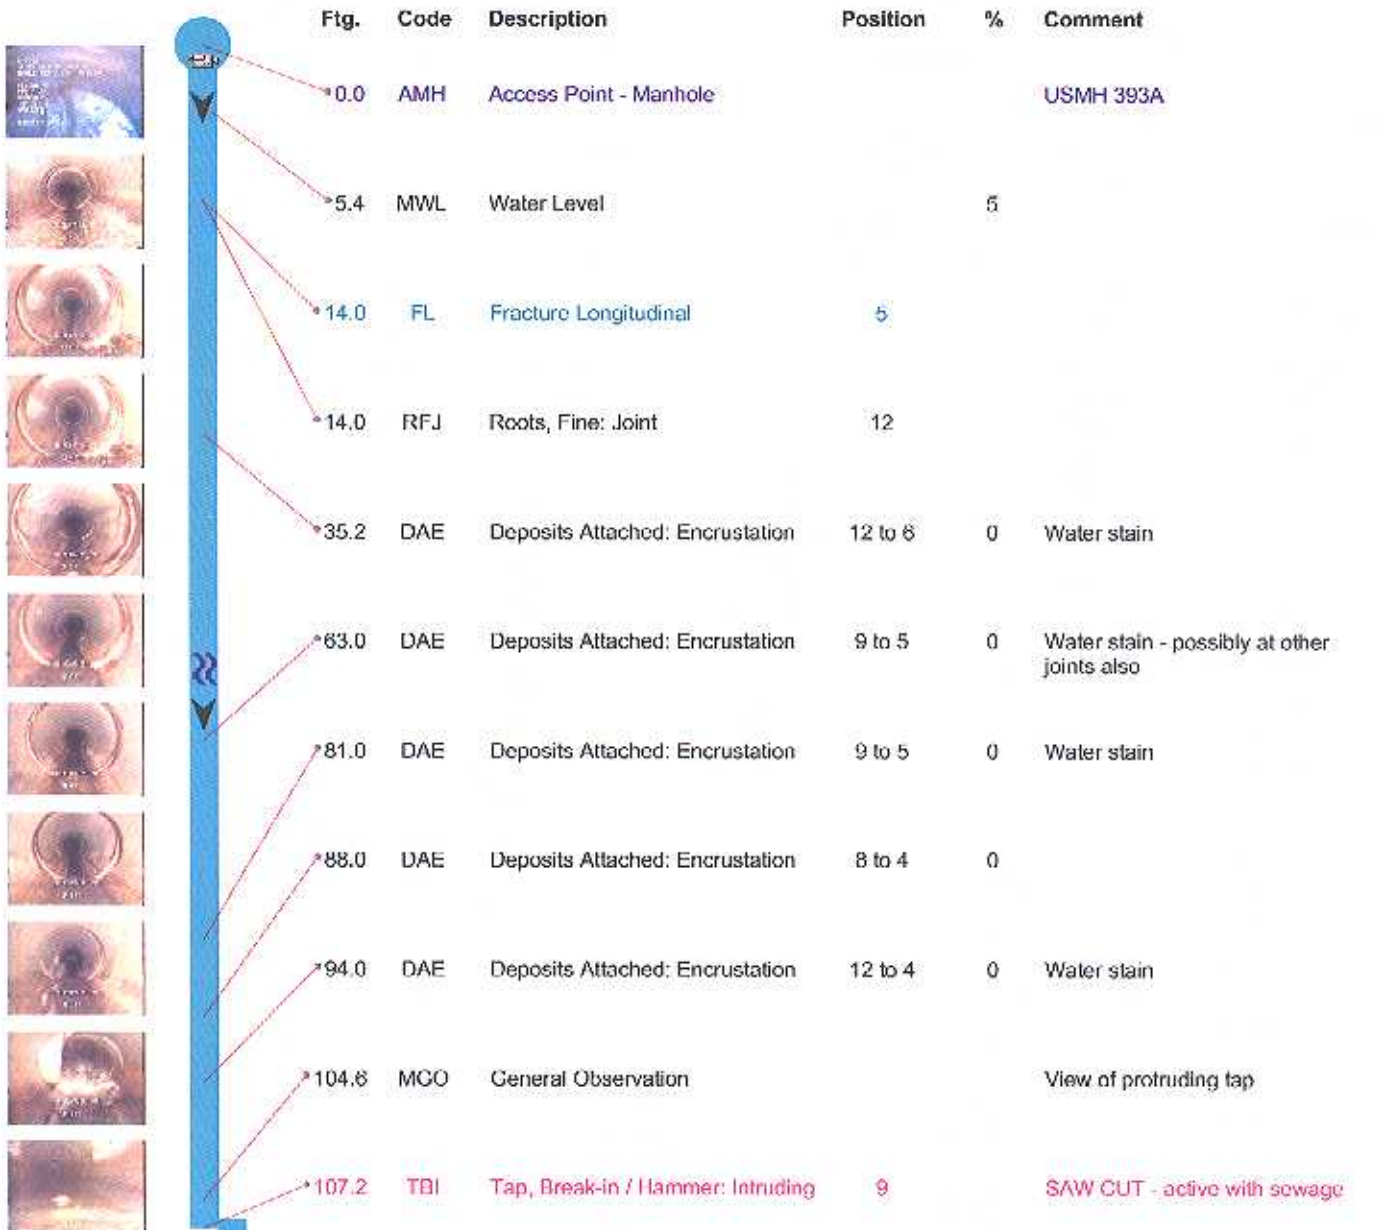 Ftg. Code Description Position % Comment
0.0 AMH Access Point - Manhole USMH 393A
5.4 MWL Water Level 5
14.0 FL Fracture Longitudinal 5
14.0 RFJ Roots, Fine: Joint 12
35.2 DAE Deposits Attached: Encrustation 12 to 6 0 Water stain
63.0 DAE Deposits Attached: Encrustation 9 to 5 0 Water stain - possibly at other
joints also
81.0 DAE Deposits Attached: Encrustation 9 to 5 0 Water stain
88.0 DAE Deposits Attached: Encrustation 8 to 4 0
94.0 DAE Deposits Attached: Encrustation 12 to 4 0 Water stain
104.6 MGO General Observation View of protruding tap
107.2 TBI Tap, Break-in / Hammer: Intruding 9 SAW CUT - active with sewage